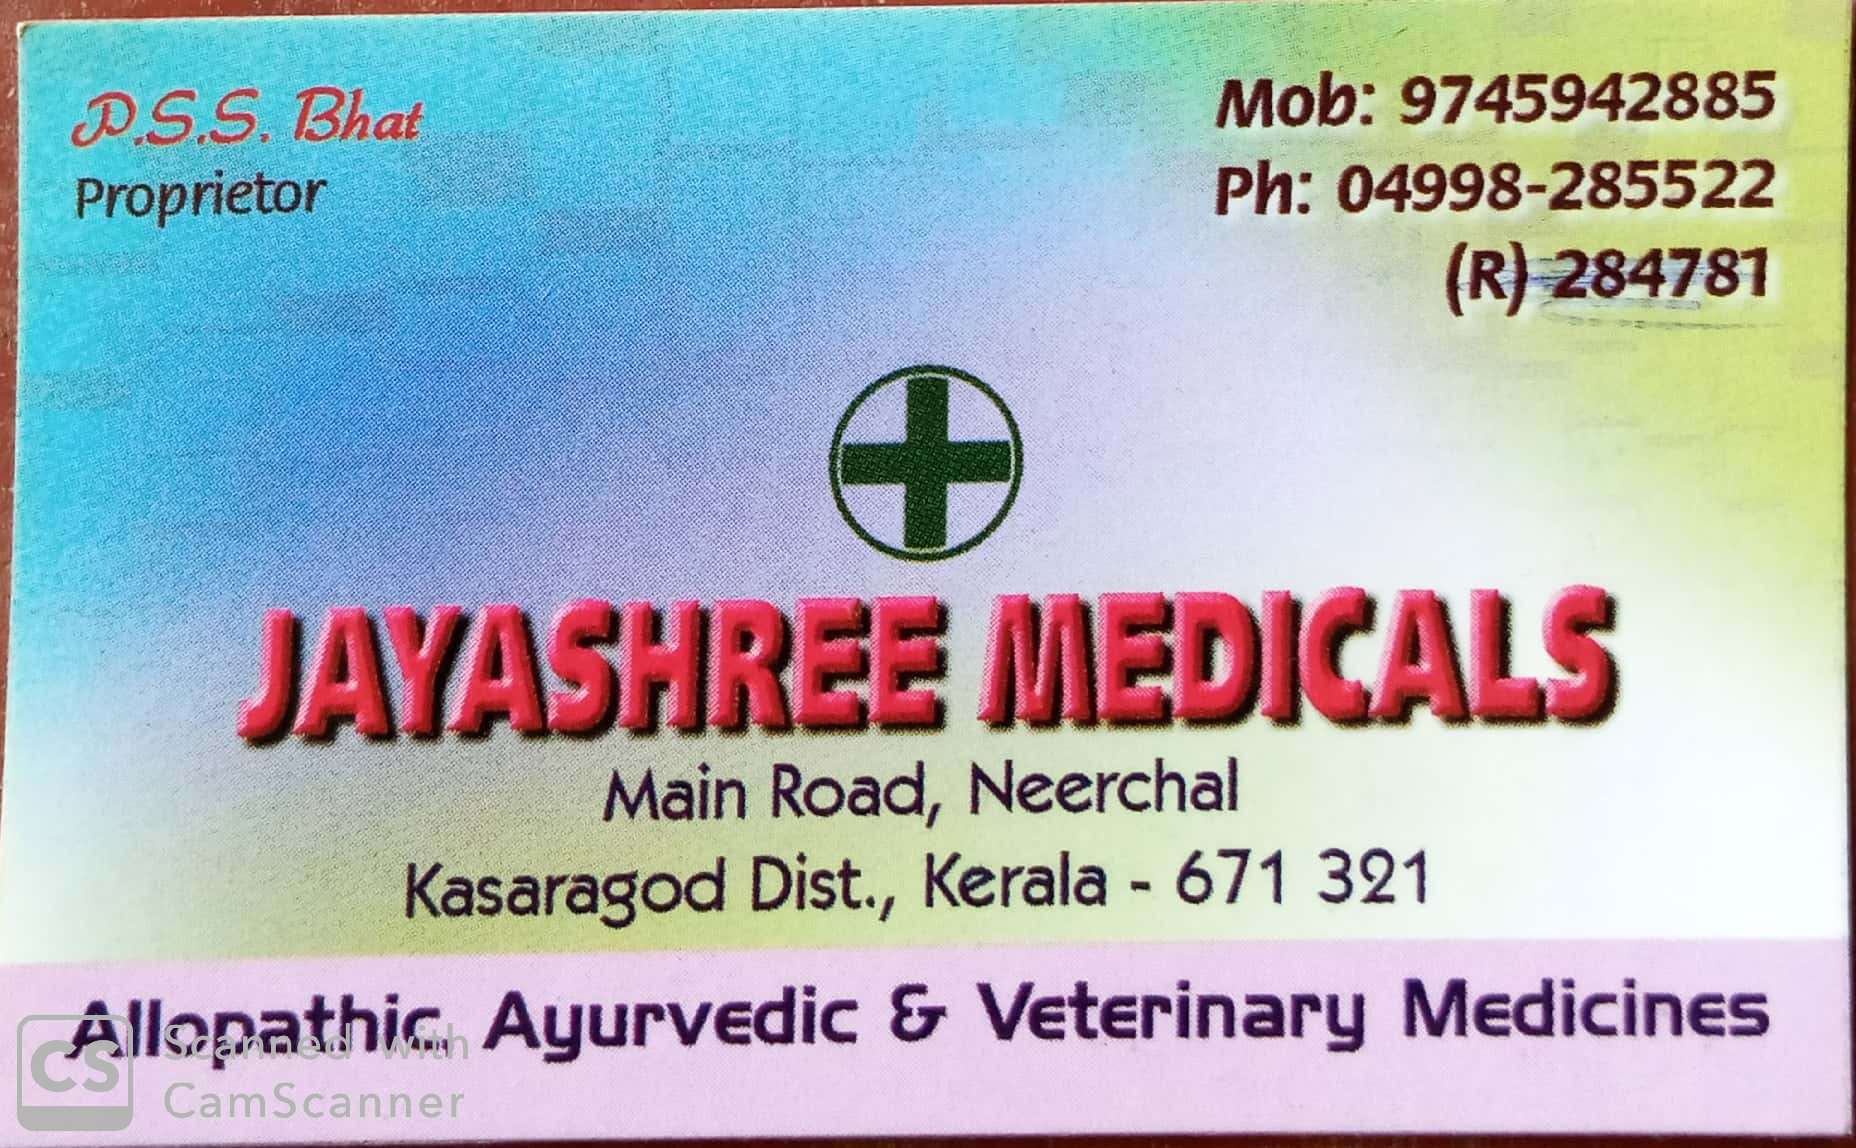 P.S.S. Bhat
Proprietor
Mob: 9745942885
Ph: 04998-285522
(R) 284781
JAYASHREE MEDICALS
Main Road, Neerchal
Kasaragod Dist., Kerala - 671 321
Allopathic, Ayurvedic & Veterinary Medicines
CS Scanned with
CamScanner